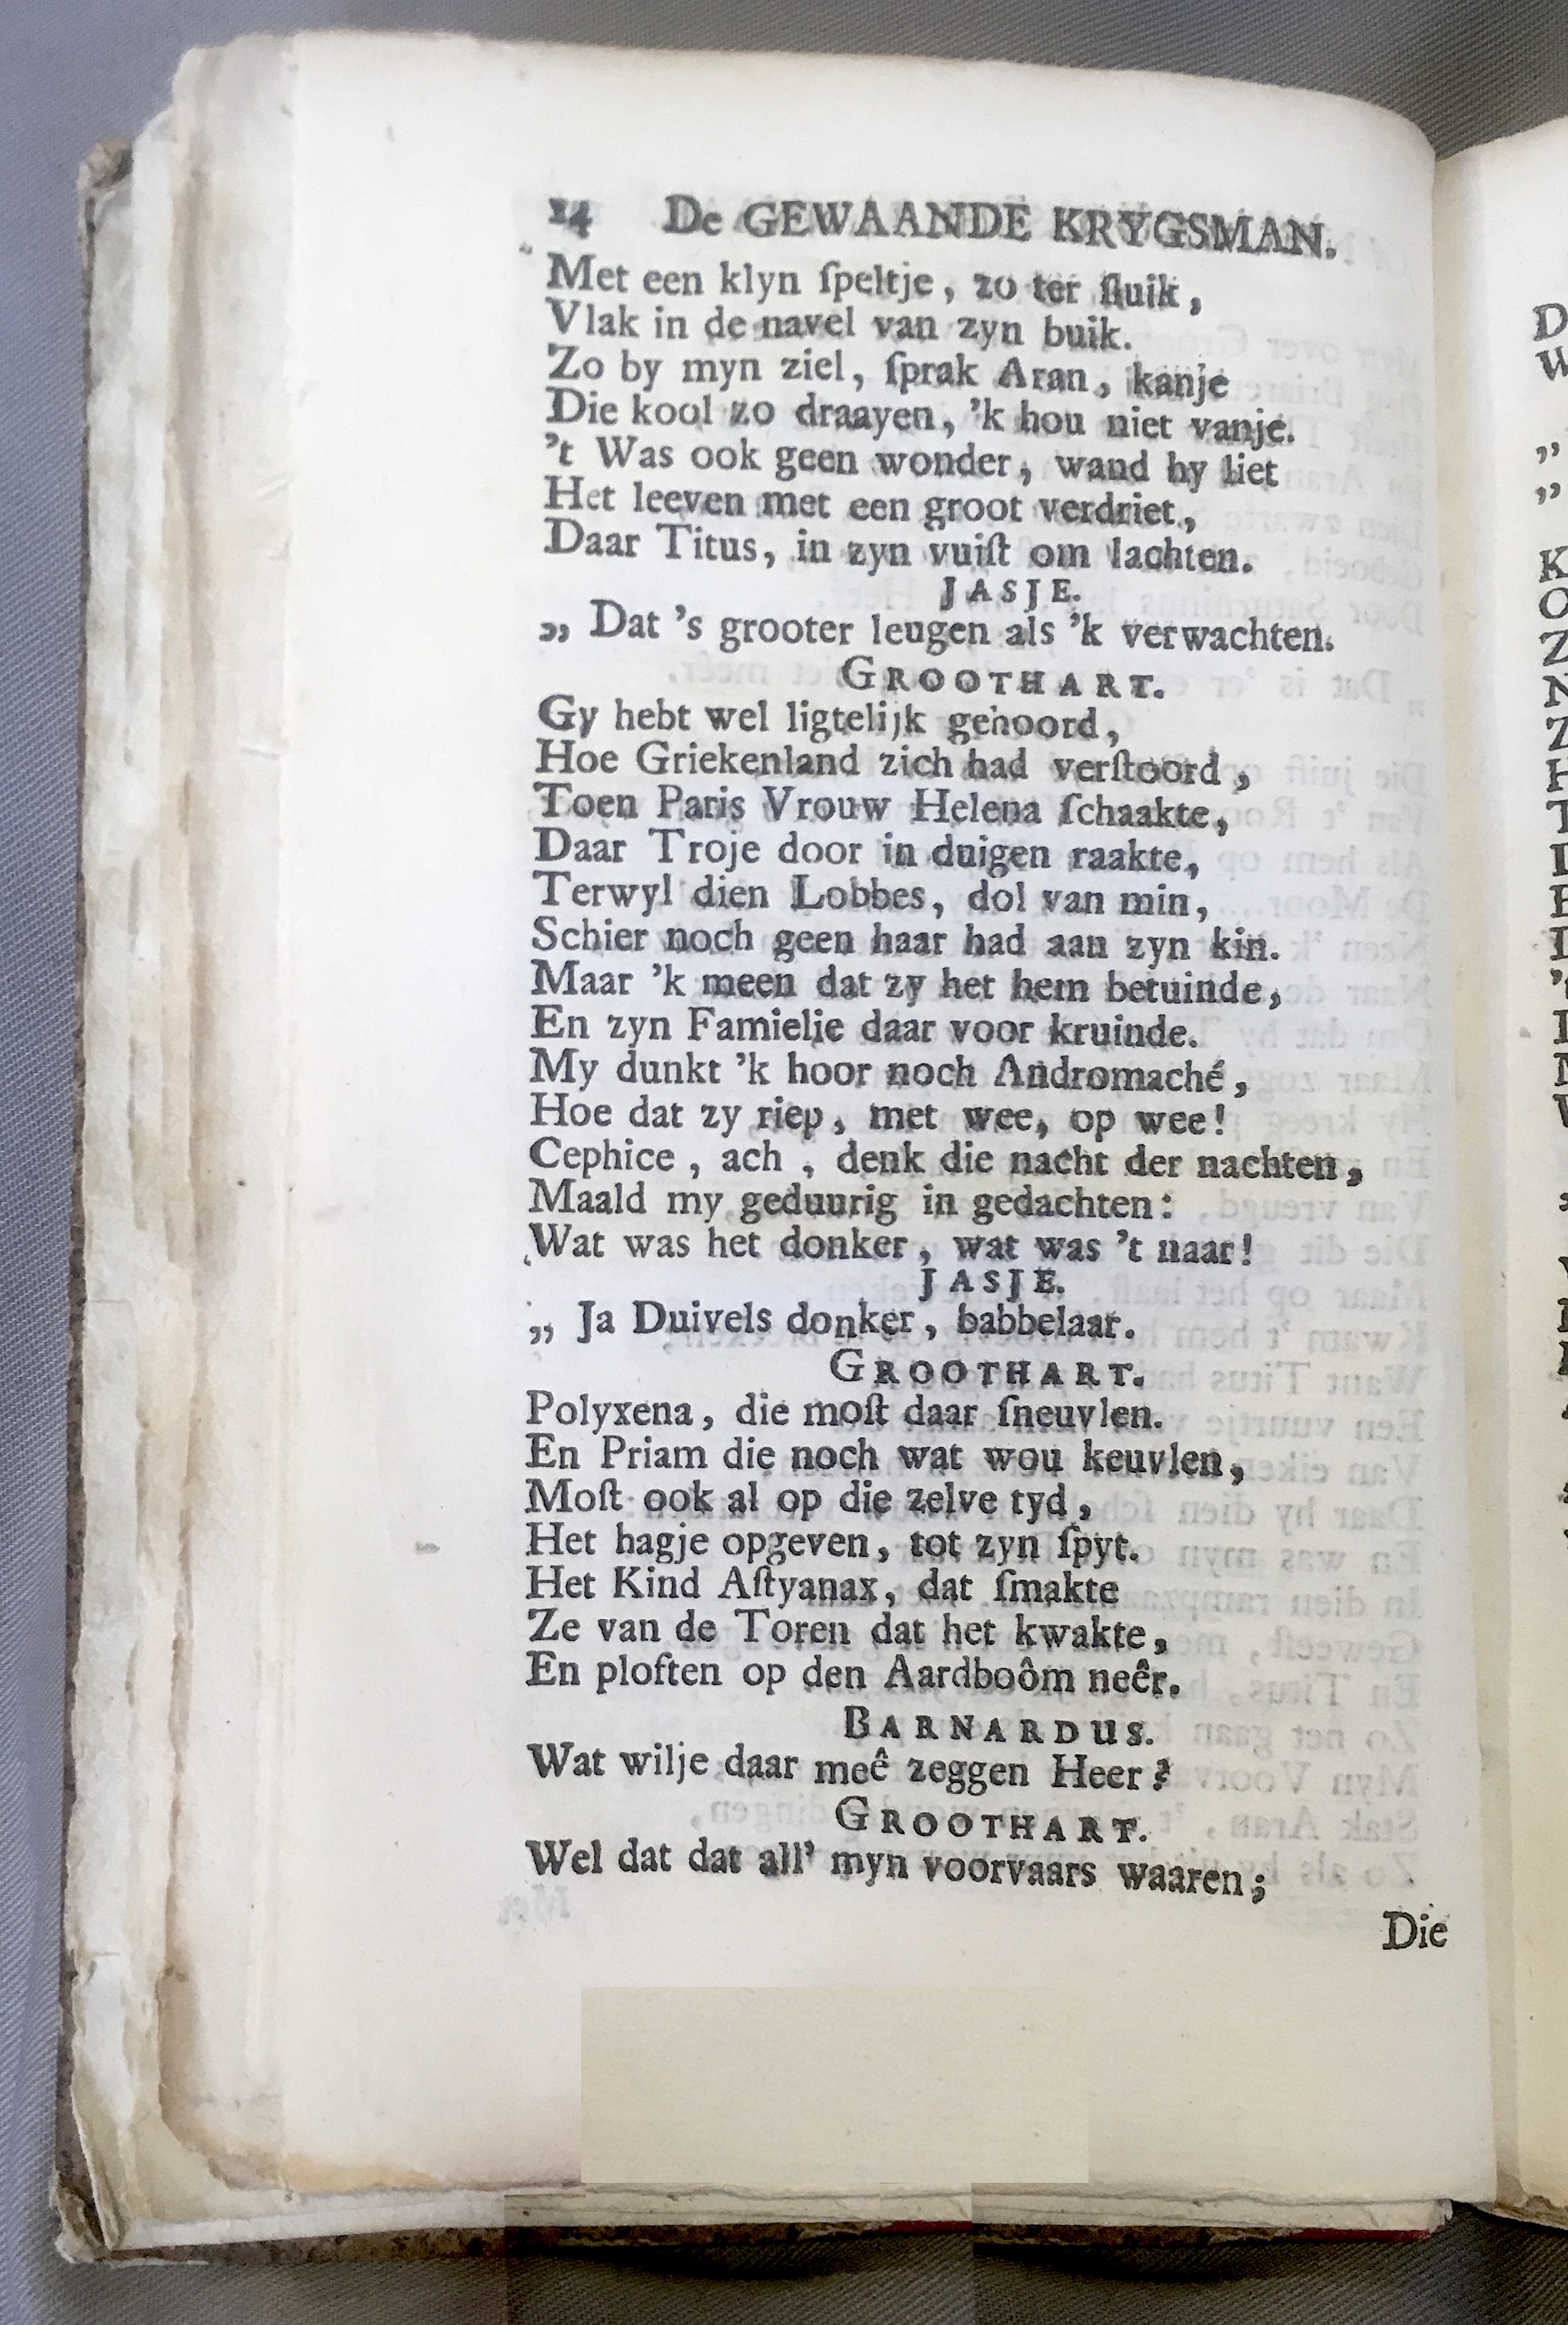 14 De GEWAANDE KRYGSMAN.
Met een klyn ſpeltje, zo ter ſluik,
Vlak in de navel van zyn buik.
Zo by myn ziel, ſprak Aran, kanje
Die kool zo draayen, 'k hou niet vanje.
't Was ook geen wonder, wand hy liet
Het leeven met een groot verdriet,
Daar Titus, in zyn vuiſt om lachten.
JASJE.
„ Dat 's grooter leugen als 'k verwachten.
GROOTHART.
Gy hebt wel ligtelijk gehoord,
Hoe Griekenland zich had verſtoord,
Toen Paris Vrouw Helena ſchaakte,
Daar Troje door in duigen raakte,
Terwyl dien Lobbes, dol van min,
Schier noch geen haar had aan zyn kin.
Maar 'k meen dat zy het hem betuinde,
En zyn Famielie daar voor kruinde.
My dunkt 'k hoor noch Andromaché,
Hoe dat zy riep, met wee, op wee!
Cephice, ach, denk die nacht der nachten,
Maald my geduurig in gedachten:
Wat was het donker, wat was 't naar!
JASJE.
„ Ja Duivels donker, babbelaar.
GROOTHART.
Polyxena, die moſt daar ſneuvlen.
En Priam die noch wat wou keuvlen,
Moſt ook al op die zelve tyd,
Het hagje opgeven, tot zyn ſpyt.
Het Kind Aſtyanax, dat ſmakte
Ze van de Toren dat het kwakte,
En ploften op den Aardboôm neêr.
BARNARDUS.
Wat wilje daar meê zeggen Heer?
GROOTHART.
Wel dat dat all' myn voorvaars waaren;
Die